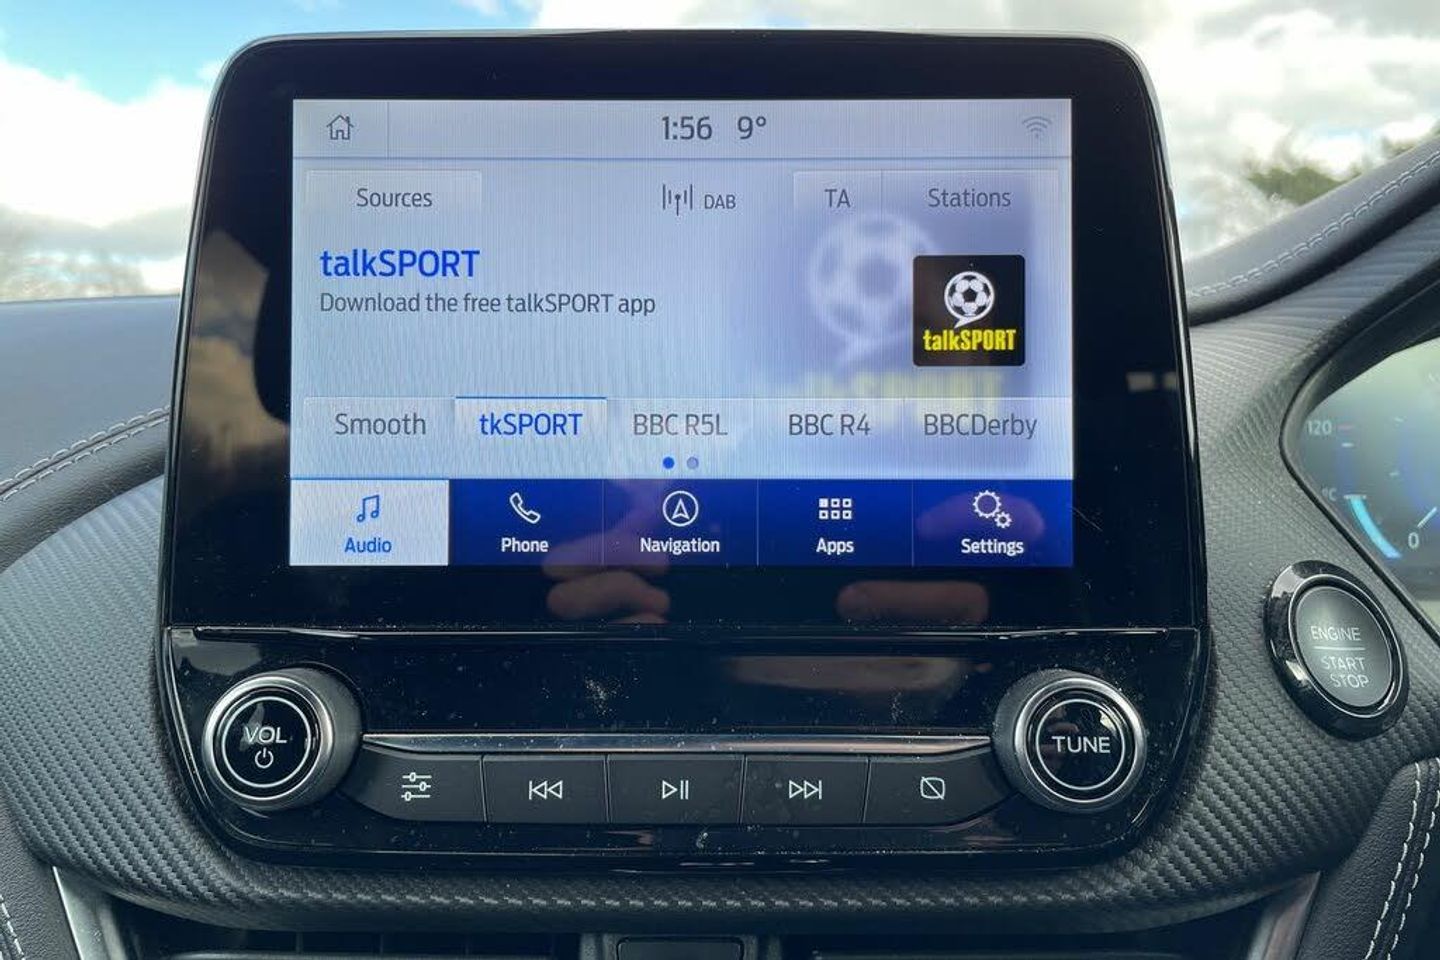 1:56 9°
Sources DAB TA Stations
talkSPORT
Download the free talkSPORT app
talkSPORT
Smooth tkSPORT BBC R5L BBC R4 BBCDerby
Audio Phone Navigation Apps Settings
120
°C
0
ENGINE
START
STOP
VOL
TUNE